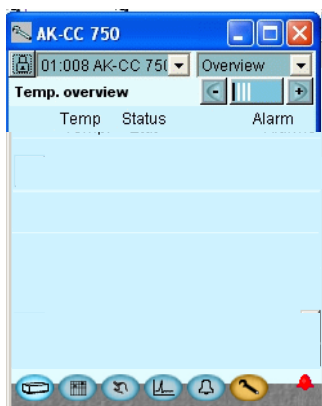 AK-CC 750
01:008 AK-CC 75( Overview
Temp. overview
Temp Status Alarm